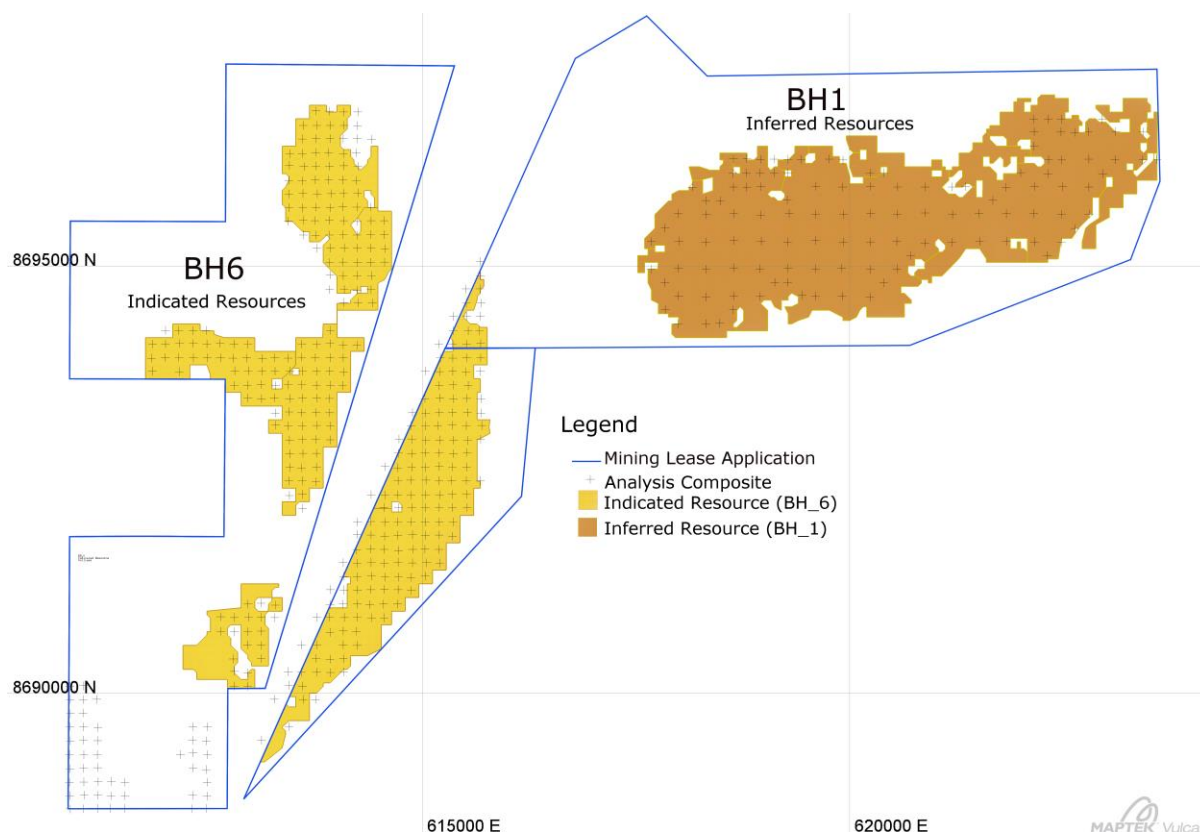 BH1
Inferred Resources
8695000 N
BH6
Indicated Resources
Legend
Mining Lease Application
Analysis Composite
Indicated Resource (BH_6)
Inferred Resource (BH_1)
8690000 N
615000 E
620000 E
MAPTEK Vulca